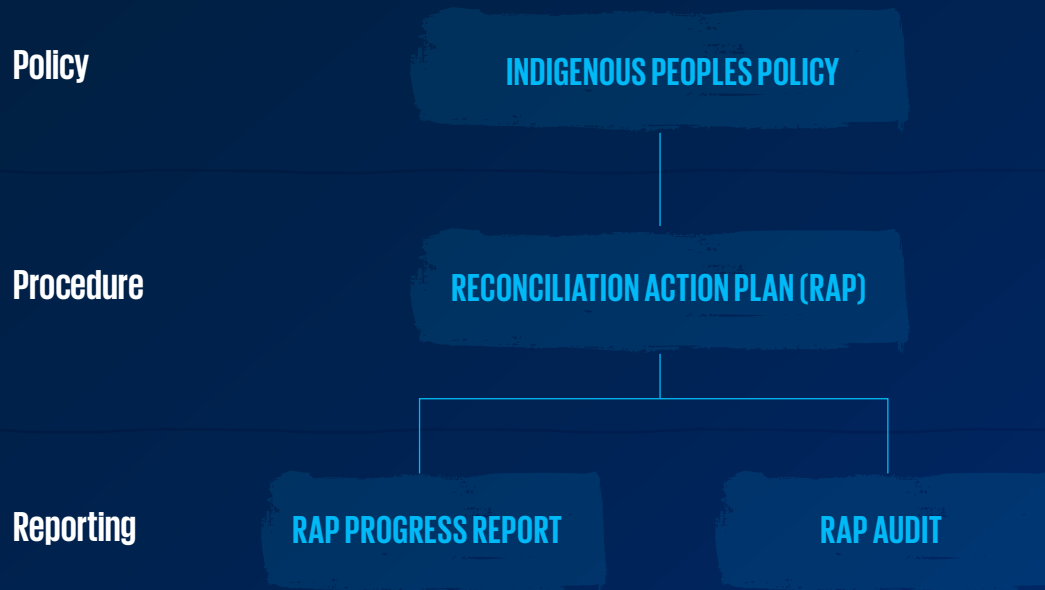 Policy
INDIGENOUS PEOPLES POLICY
Procedure
RECONCILIATION ACTION PLAN (RAP)
Reporting
RAP PROGRESS REPORT
RAP AUDIT